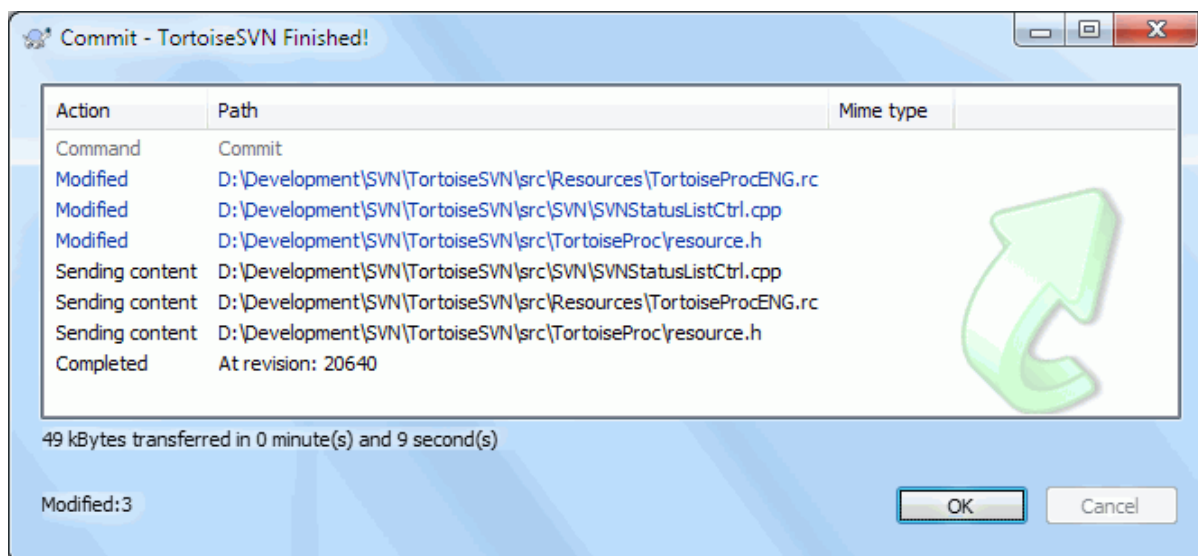 Commit - TortoiseSVN Finished!
Action Path Mime type
Command Commit
Modified D:\Development\SVN\TortoiseSVN\src\Resources\TortoiseProcENG.rc
Modified D:\Development\SVN\TortoiseSVN\src\SVN\SVNStatusListCtrl.cpp
Modified D:\Development\SVN\TortoiseSVN\src\TortoiseProc\resource.h
Sending content D:\Development\SVN\TortoiseSVN\src\SVN\SVNStatusListCtrl.cpp
Sending content D:\Development\SVN\TortoiseSVN\src\Resources\TortoiseProcENG.rc
Sending content D:\Development\SVN\TortoiseSVN\src\TortoiseProc\resource.h
Completed At revision: 20640
49 kBytes transferred in 0 minute(s) and 9 second(s)
Modified:3 OK Cancel